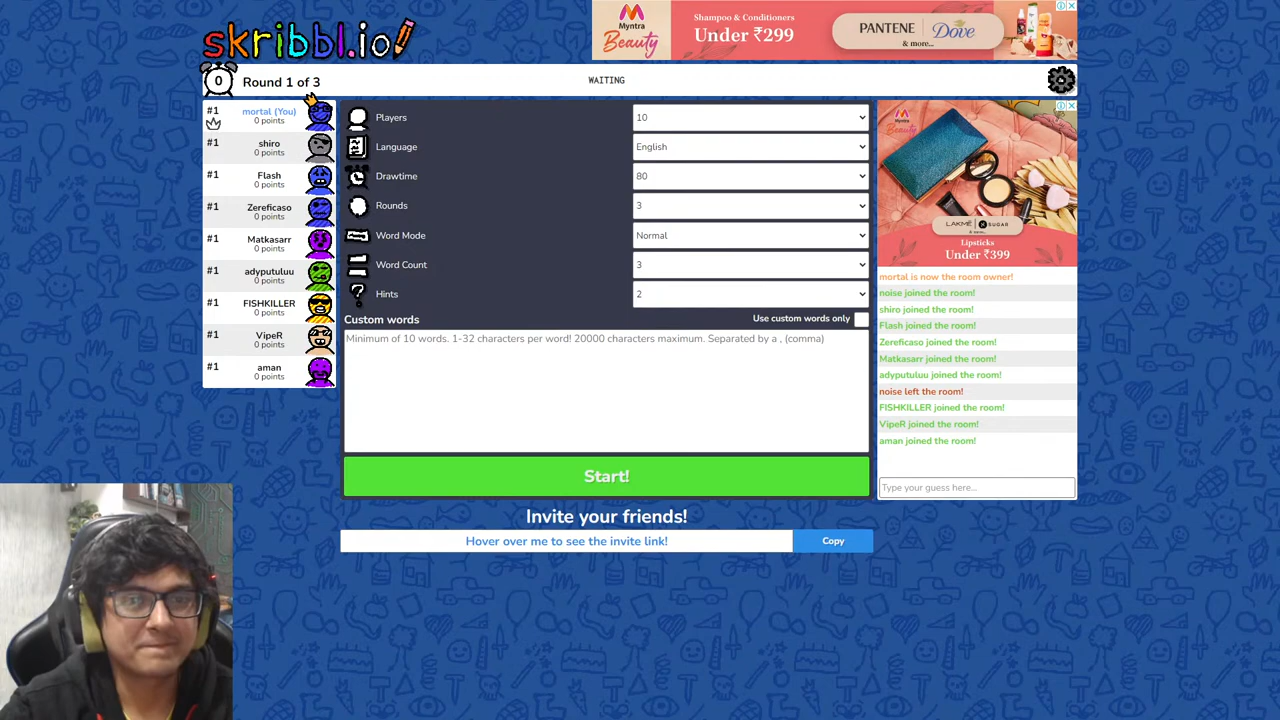 skribbl.io
Myntra
Beauty
Shampoo & Conditioners
Under ₹299
PANTENE
Dove
& more...
0
Round 1 of 3
WAITING
#1
mortal (You)
0 points
#1
shiro
0 points
#1
Flash
0 points
#1
Zereficaso
0 points
#1
Matkasarr
0 points
#1
adyputuluu
0 points
#1
FISHKILLER
0 points
#1
VipeR
0 points
#1
aman
0 points
Players
10
Language
English
Drawtime
80
Rounds
3
Word Mode
Normal
Word Count
3
Hints
2
Custom words
Use custom words only
Minimum of 10 words. 1-32 characters per word! 20000 characters maximum. Separated by a , (comma)
Start!
Invite your friends!
Hover over me to see the invite link!
Copy
Myntra
Beauty
LAKMÉ
SUGAR
Lipsticks
Under ₹399
mortal is now the room owner!
noise joined the room!
shiro joined the room!
Flash joined the room!
Zereficaso joined the room!
Matkasarr joined the room!
adyputuluu joined the room!
noise left the room!
FISHKILLER joined the room!
VipeR joined the room!
aman joined the room!
Type your guess here...